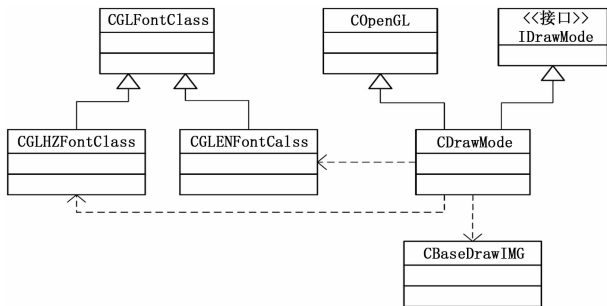 CGLFontClass
COpenGL
<<接口>>
IDrawMode
CGLHZFontClass
CGLENFontCalss
CDrawMode
CBaseDrawIMG